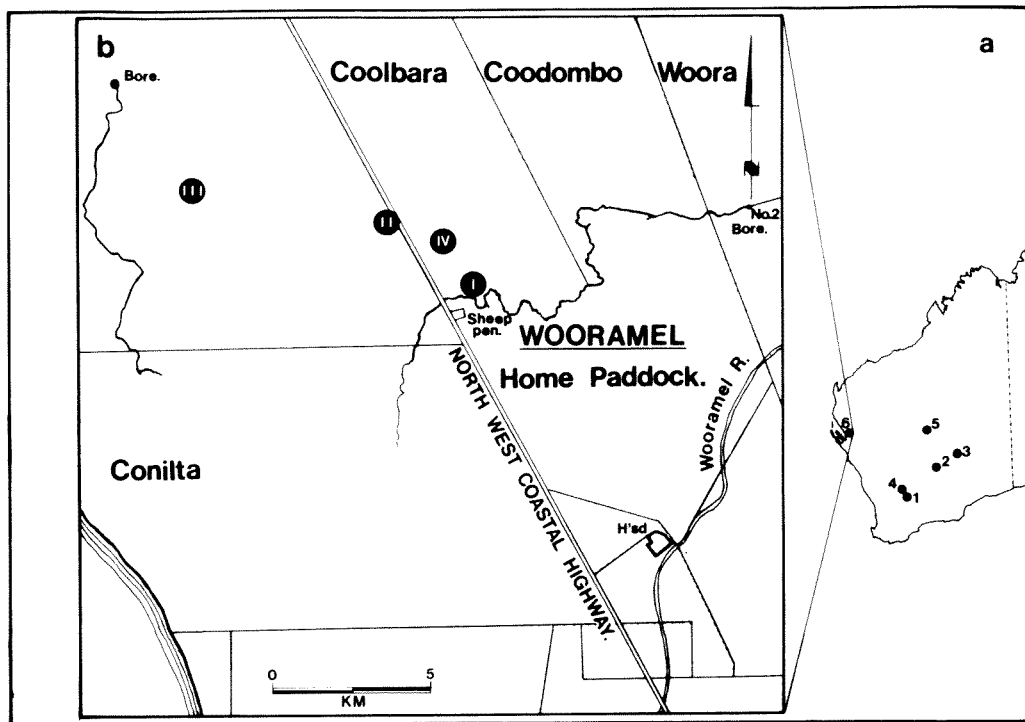 b
a
Bore.
Coolbara
Coodombo
Woora
III
II
IV
I
No.2
Bore.
Sheep
pen.
WOORAMEL
Home Paddock.
Wooramel R.
NORTH WEST COASTAL HIGHWAY.
Conilta
H'sd
0
5
KM
6
5
3
2
4
1